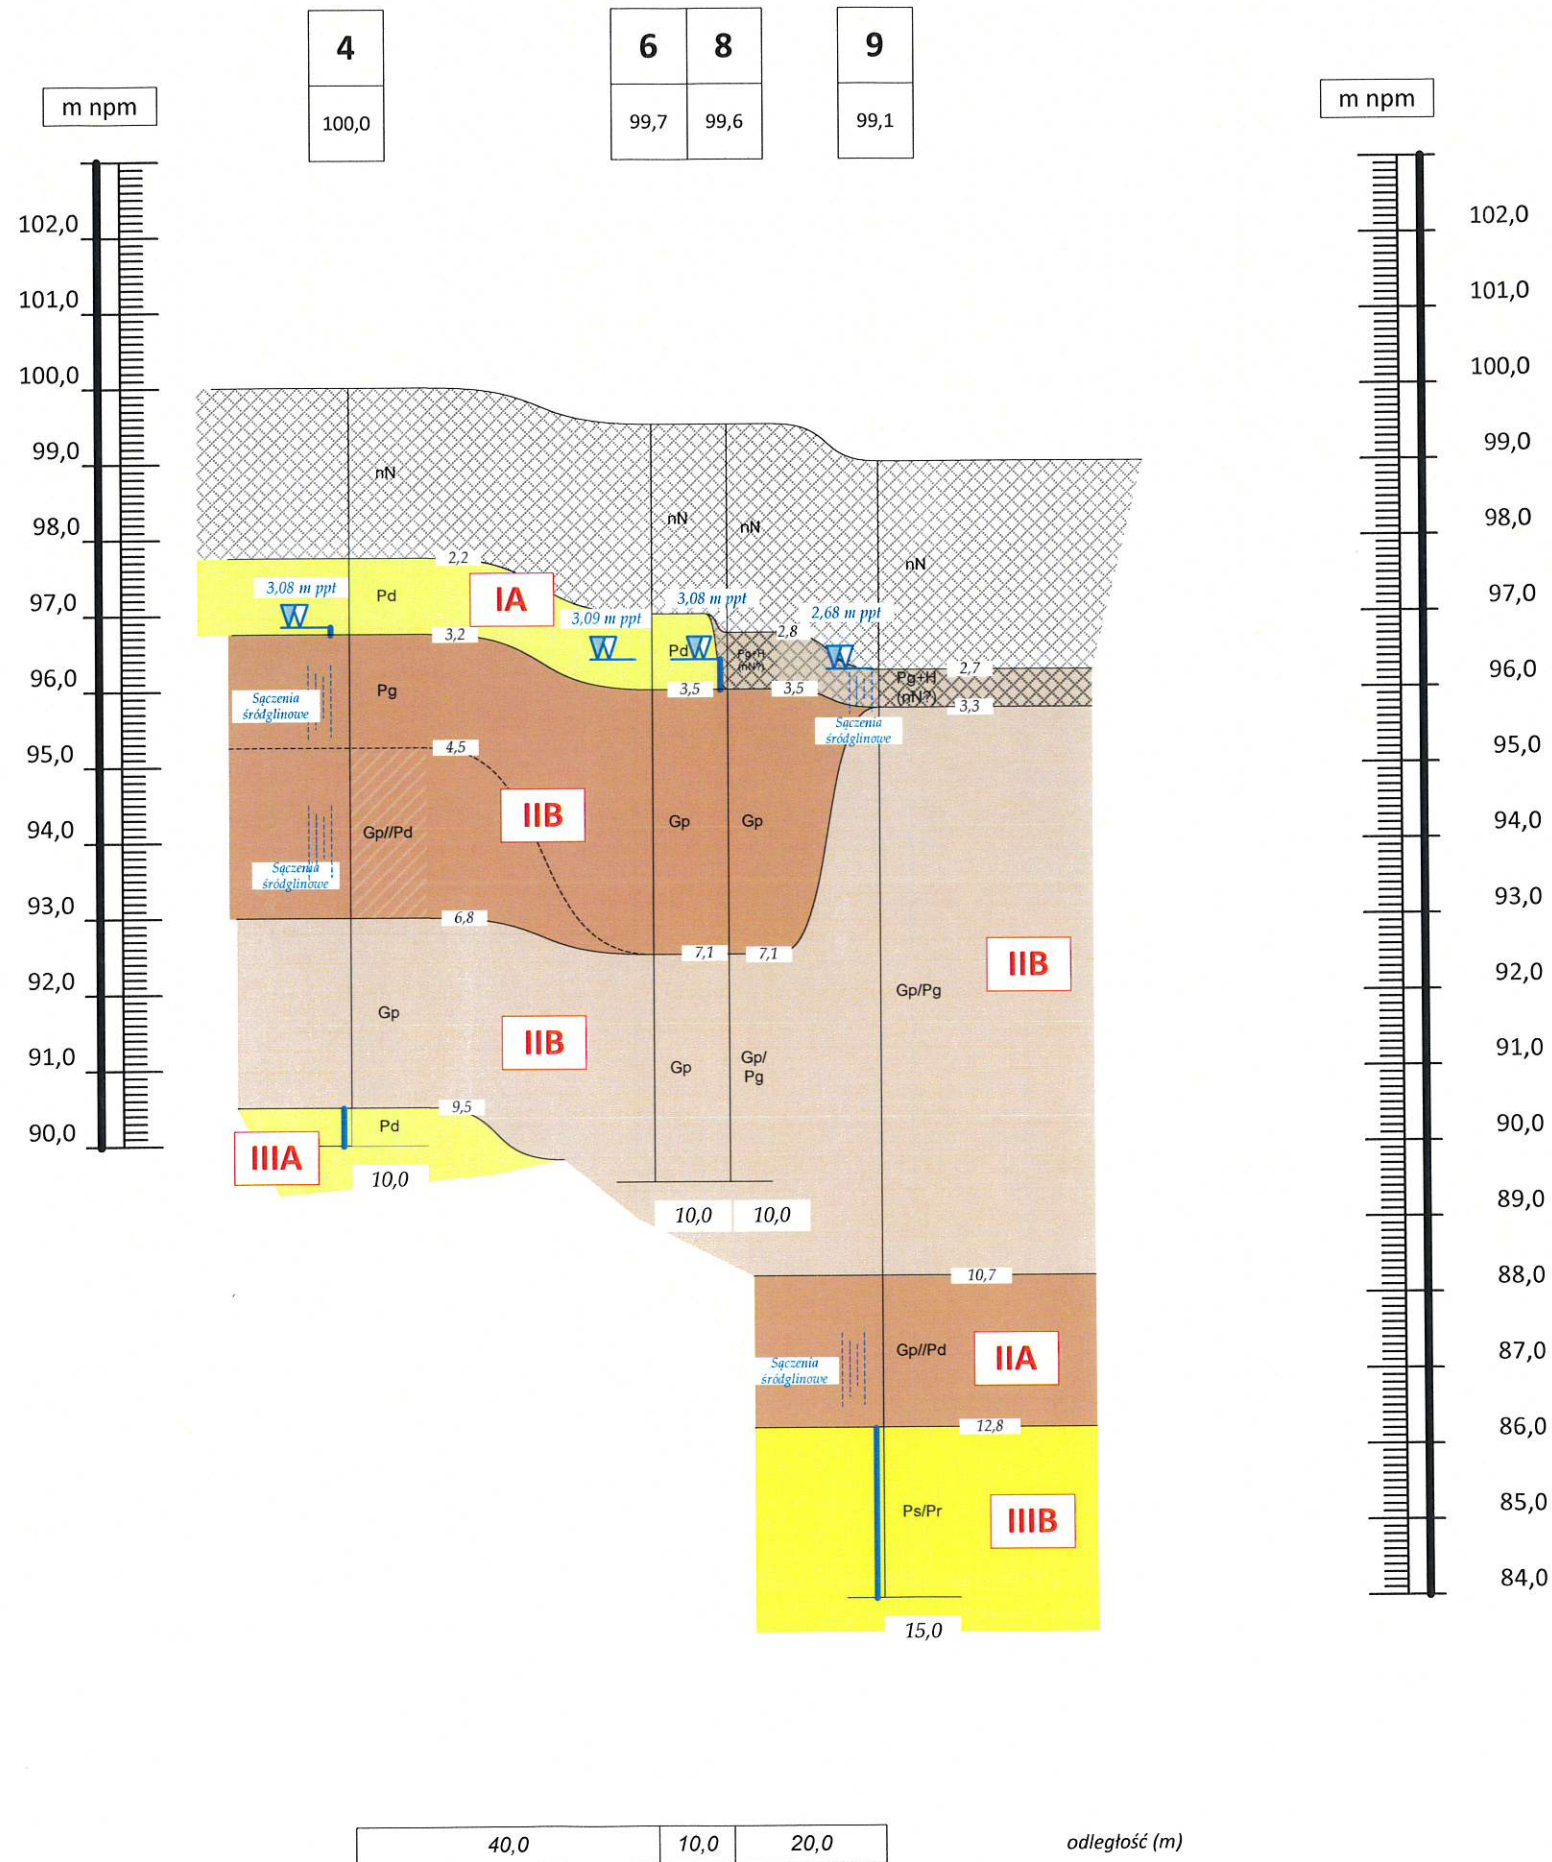 4
6
8
9
100,0
99,7
99,6
99,1
m npm
m npm
102,0
101,0
100,0
99,0
98,0
97,0
96,0
95,0
94,0
93,0
92,0
91,0
90,0
102,0
101,0
100,0
99,0
98,0
97,0
96,0
95,0
94,0
93,0
92,0
91,0
90,0
89,0
88,0
87,0
86,0
85,0
84,0
nN
nN
nN
nN
2,2
3,08 m ppt
Pd
IA
3,09 m ppt
3,08 m ppt
2,68 m ppt
3,2
2,8
Pd
Pg+H
(nN?)
2,7
Pg+H
(nN?)
3,5
3,5
3,3
Pg
Sączenia
śródglinowe
Sączenia
śródglinowe
4,5
IIB
Gp//Pd
Gp
Gp
Sączenia
śródglinowe
6,8
7,1
7,1
IIB
Gp/Pg
Gp
IIB
Gp
Gp/
Pg
9,5
Pd
IIIA
10,0
10,0
10,0
10,7
Gp//Pd
IIA
Sączenia
śródglinowe
12,8
Ps/Pr
IIIB
15,0
40,0
10,0
20,0
odległość (m)